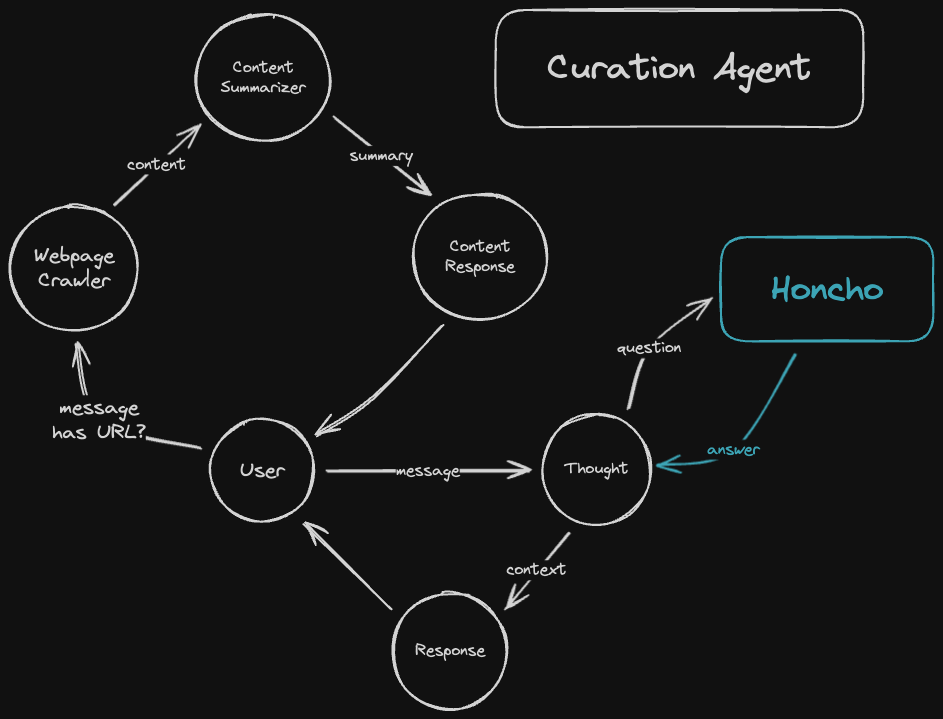 Content
Summarizer
Curation Agent
content
summary
Webpage
Crawler
Content
Response
Honcho
question
message
has URL?
User
message
Thought
answer
context
Response